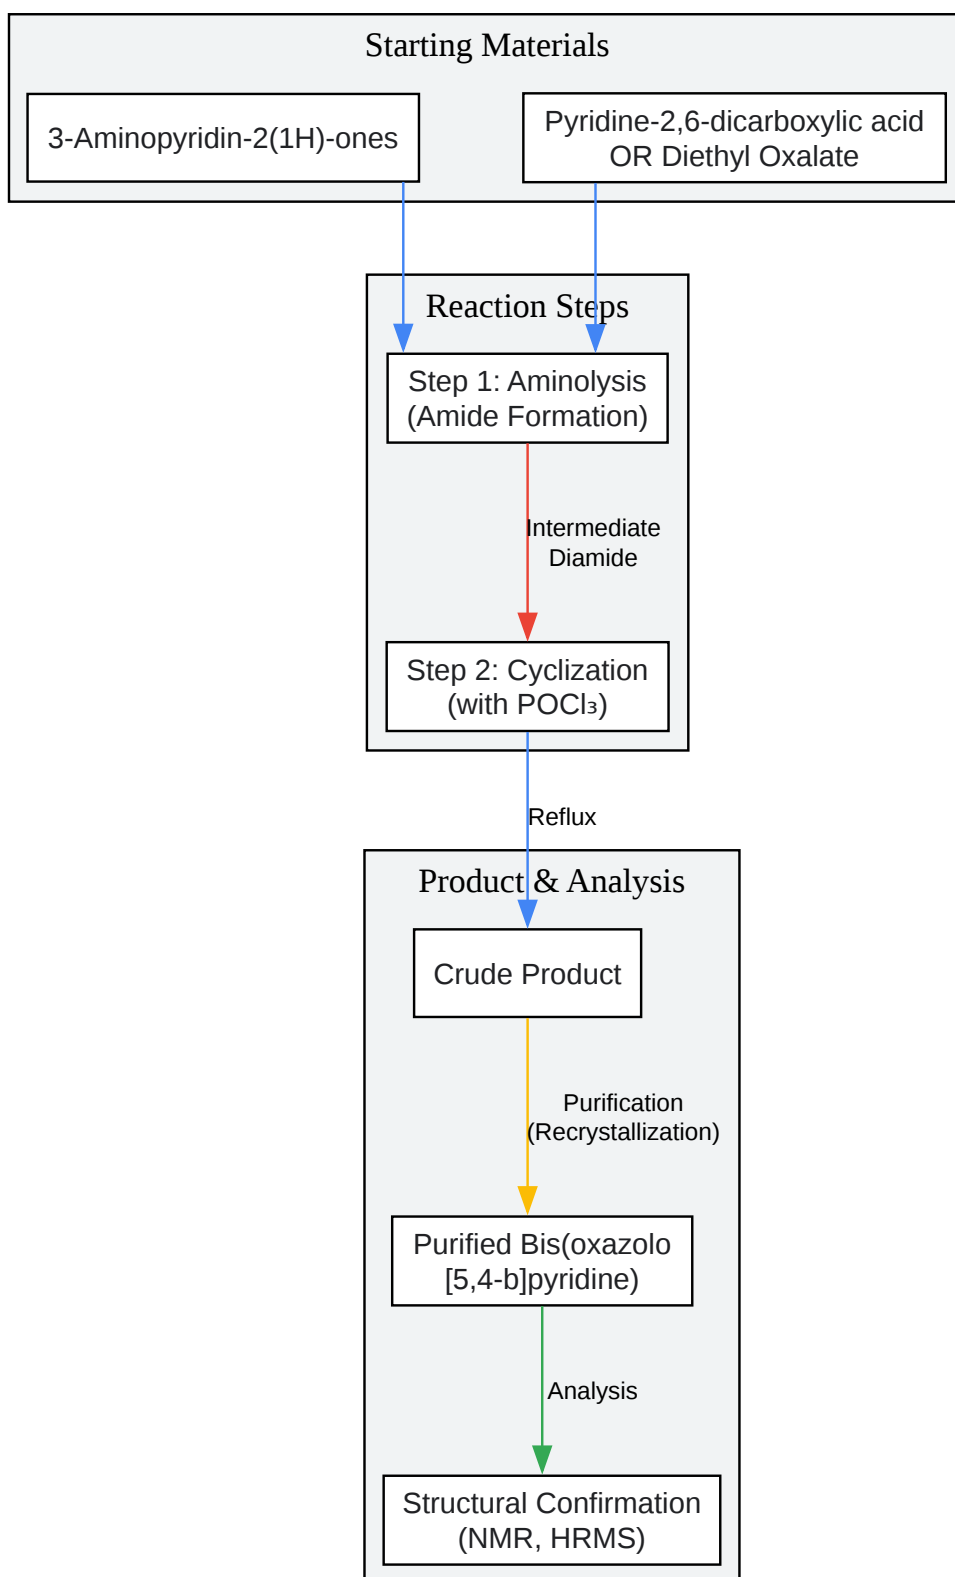 Starting Materials
3-Aminopyridin-2(1H)-ones
Pyridine-2,6-dicarboxylic acid
OR Diethyl Oxalate
Reaction Steps
Step 1: Aminolysis
(Amide Formation)
Intermediate
Diamide
Step 2: Cyclization
(with POCl₃)
Reflux
Product & Analysis
Crude Product
Purification
(Recrystallization)
Purified Bis(oxazolo
[5,4-b]pyridine)
Analysis
Structural Confirmation
(NMR, HRMS)